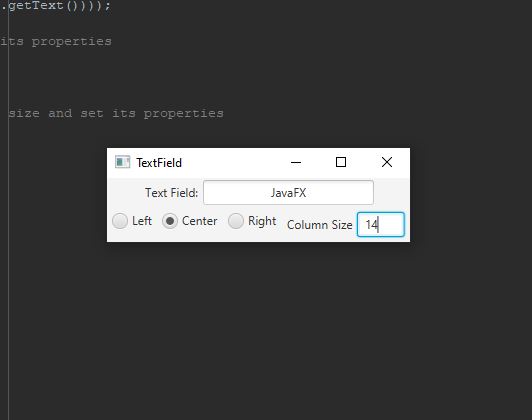 .getText())));
its properties
size and set its properties
TextField
Text Field: JavaFX
Left Center Right Column Size 14